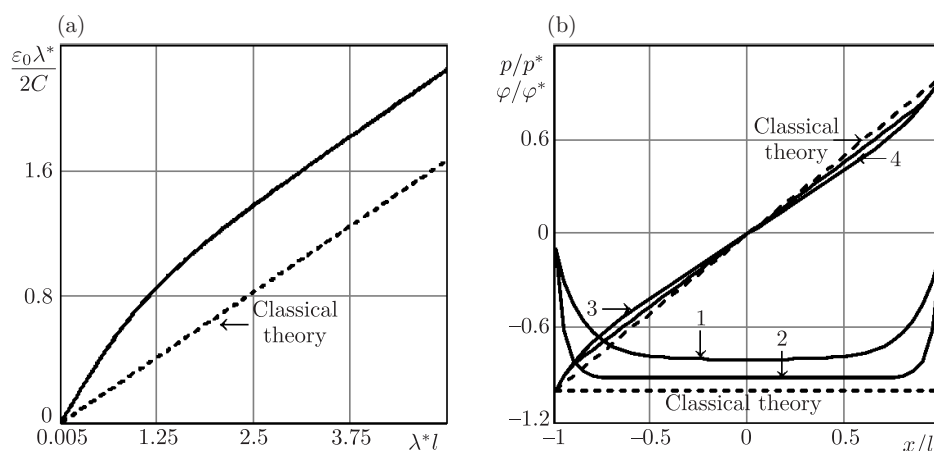 (a)
ε₀λ*
2C
1.6
0.8
0
0.005
1.25
2.5
3.75
λ*l
Classical
theory
(b)
p/p*
φ/φ*
0.6
0
−0.6
−1.2
−1
−0.5
0
0.5
x/l
Classical
theory
4
3
1
2
Classical theory